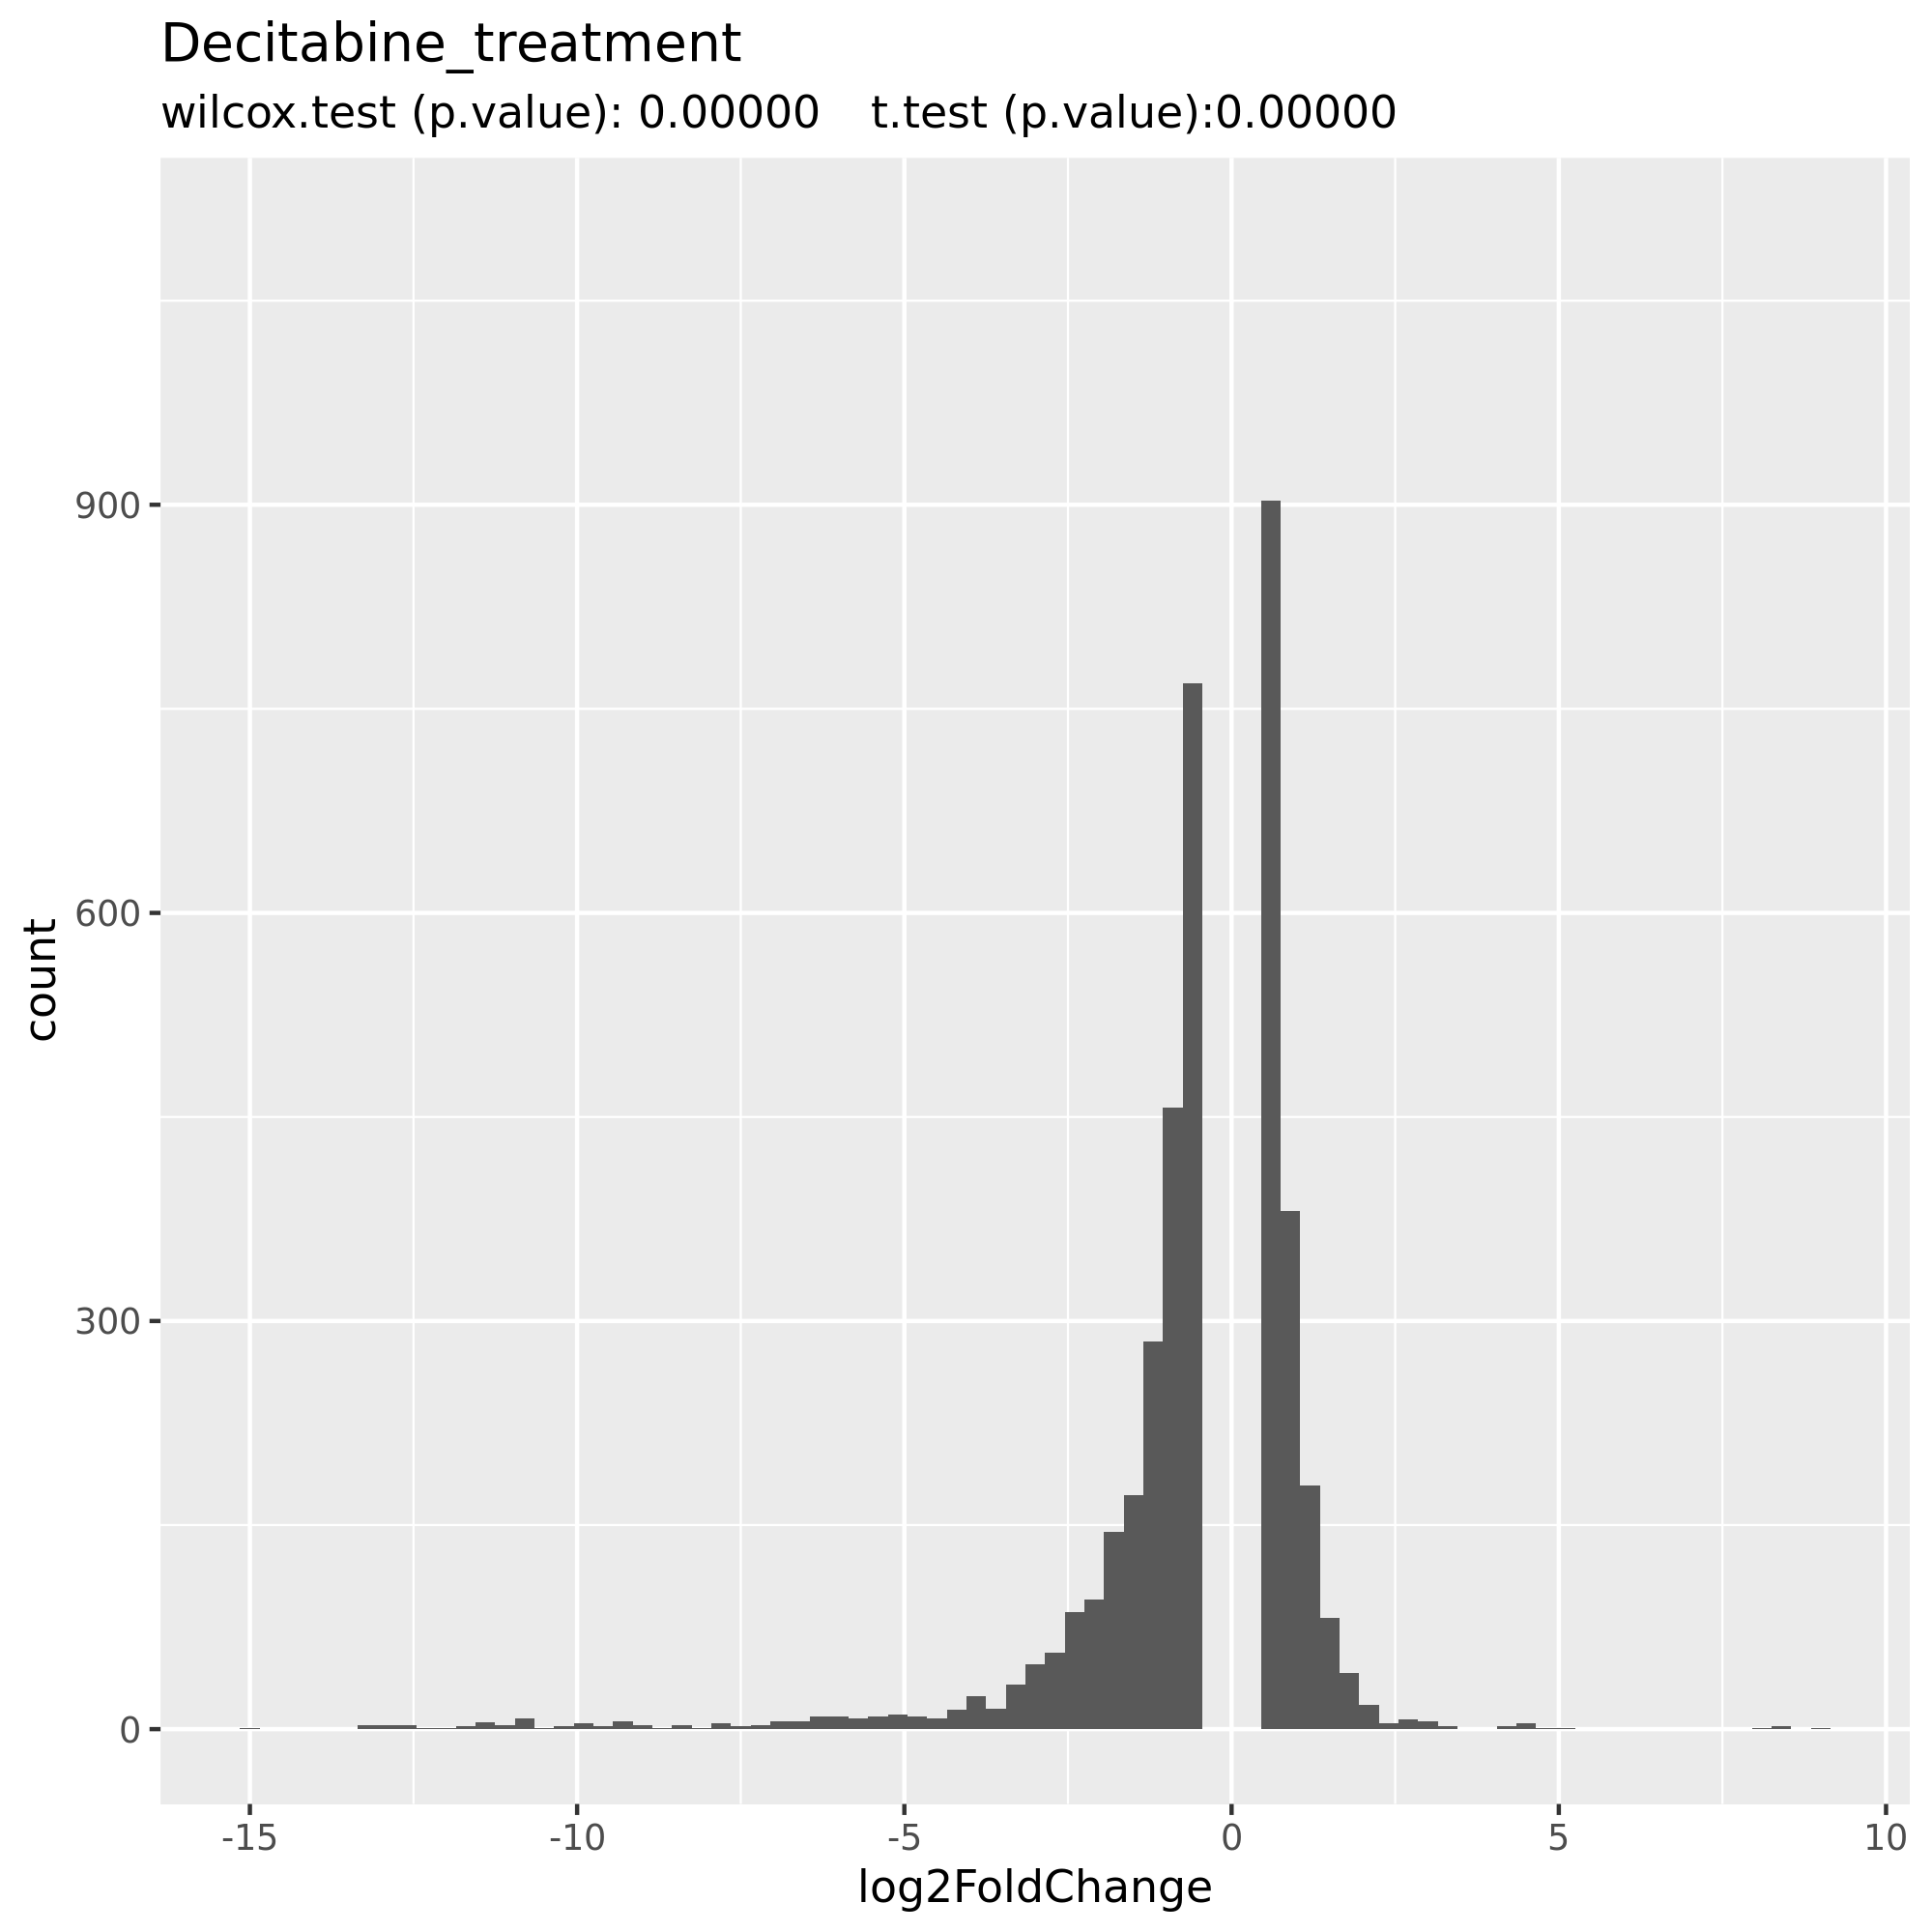 Decitabine_treatment
wilcox.test (p.value): 0.00000    t.test (p.value):0.00000
count
900
600
300
0
-15
-10
-5
0
5
10
log2FoldChange